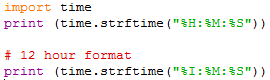 import time
print (time.strftime("%H:%M:%S"))
# 12 hour format
print (time.strftime("%I:%M:%S"))